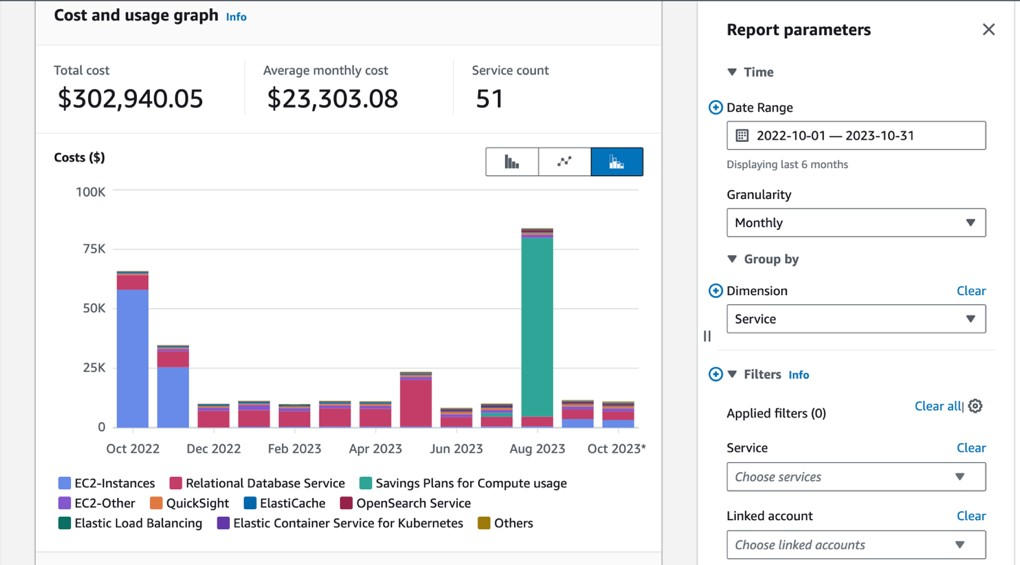 Cost and usage graph Info
Total cost
$302,940.05
Average monthly cost
$23,303.08
Service count
51
Costs ($)
100K
75K
50K
25K
0
Oct 2022 Dec 2022 Feb 2023 Apr 2023 Jun 2023 Aug 2023 Oct 2023*
EC2-Instances Relational Database Service Savings Plans for Compute usage
EC2-Other QuickSight ElastiCache OpenSearch Service
Elastic Load Balancing Elastic Container Service for Kubernetes Others
Report parameters
Time
Date Range
2022-10-01 — 2023-10-31
Displaying last 6 months
Granularity
Monthly
Group by
Dimension Clear
Service
Filters Info
Applied filters (0) Clear all
Service Clear
Choose services
Linked account Clear
Choose linked accounts